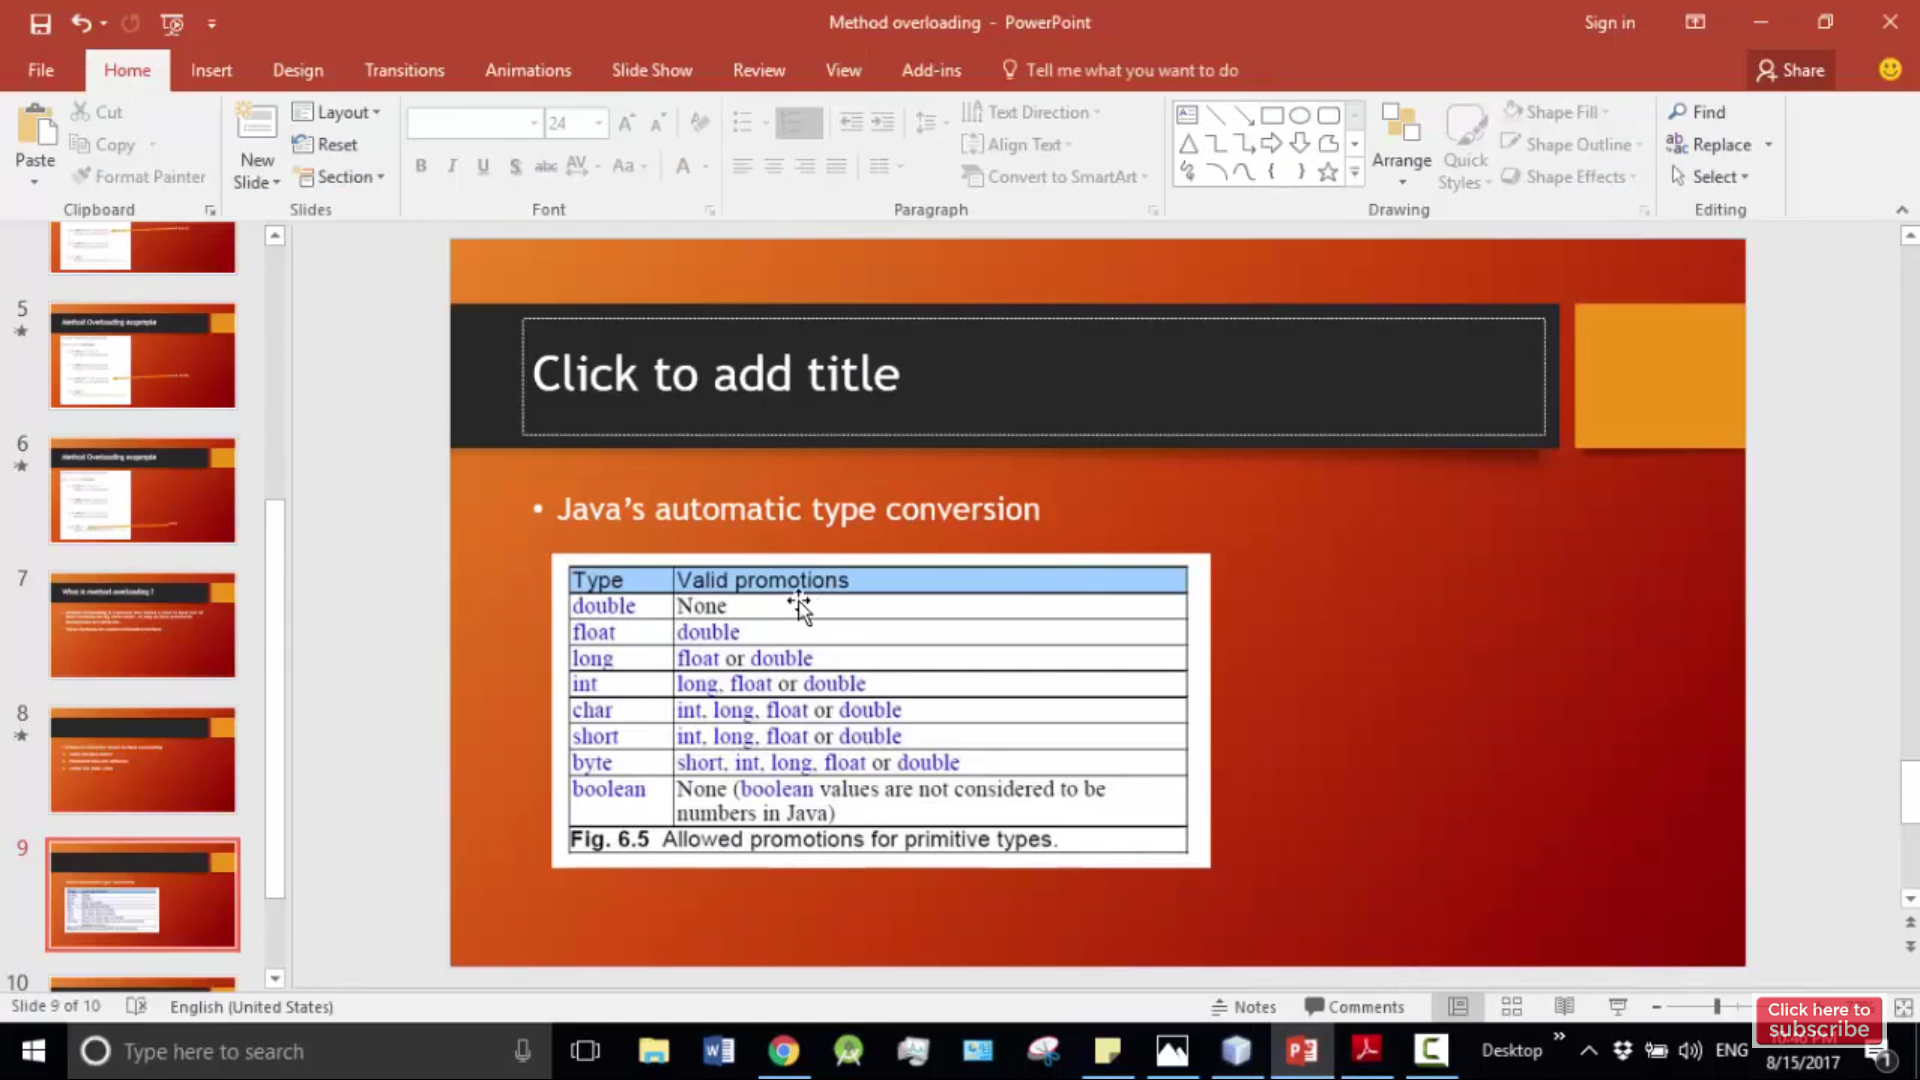 Method overloading - PowerPoint
Sign in
File
Home
Insert
Design
Transitions
Animations
Slide Show
Review
View
Add-ins
Tell me what you want to do
Share
Paste
Cut
Copy
Format Painter
Clipboard
New
Slide
Layout
Reset
Section
Slides
24
B I U S abc AV Aa A
Font
Text Direction
Align Text
Convert to SmartArt
Paragraph
Arrange
Quick
Styles
Shape Fill
Shape Outline
Shape Effects
Drawing
Find
Replace
Select
Editing
5
6
7
What is method overloading ?
8
9
10
Click to add title
• Java's automatic type conversion
Type Valid promotions
double None
float double
long float or double
int long, float or double
char int, long, float or double
short int, long, float or double
byte short, int, long, float or double
boolean None (boolean values are not considered to be
numbers in Java)
Fig. 6.5 Allowed promotions for primitive types.
Slide 9 of 10
English (United States)
Notes
Comments
Click here to
subscribe
Type here to search
Desktop
ENG
8/15/2017
1